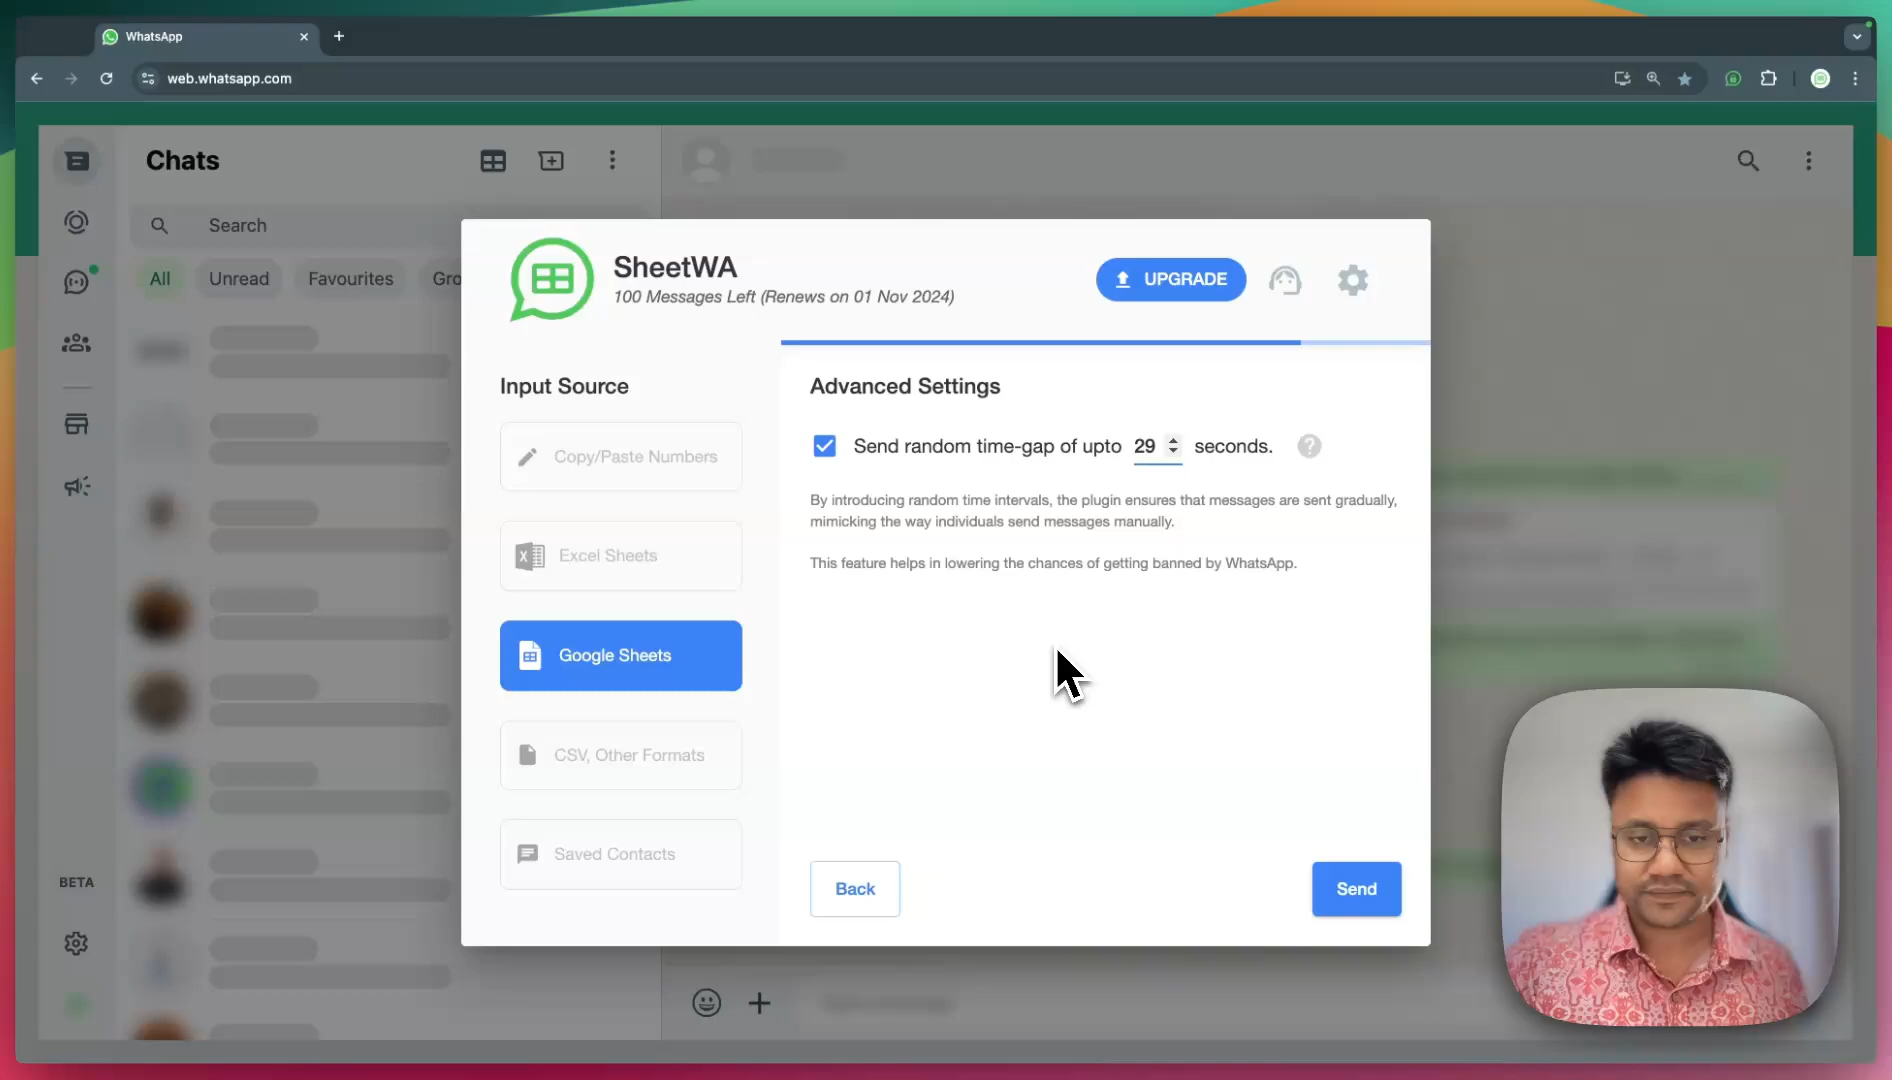 WhatsApp
web.whatsapp.com
Chats
Search
All
Unread
Favourites
Gro
SheetWA
100 Messages Left (Renews on 01 Nov 2024)
UPGRADE
Input Source
Copy/Paste Numbers
Excel Sheets
Google Sheets
CSV, Other Formats
Saved Contacts
Advanced Settings
Send random time-gap of upto 29 seconds.
By introducing random time intervals, the plugin ensures that messages are sent gradually,
mimicking the way individuals send messages manually.
This feature helps in lowering the chances of getting banned by WhatsApp.
Back
Send
BETA